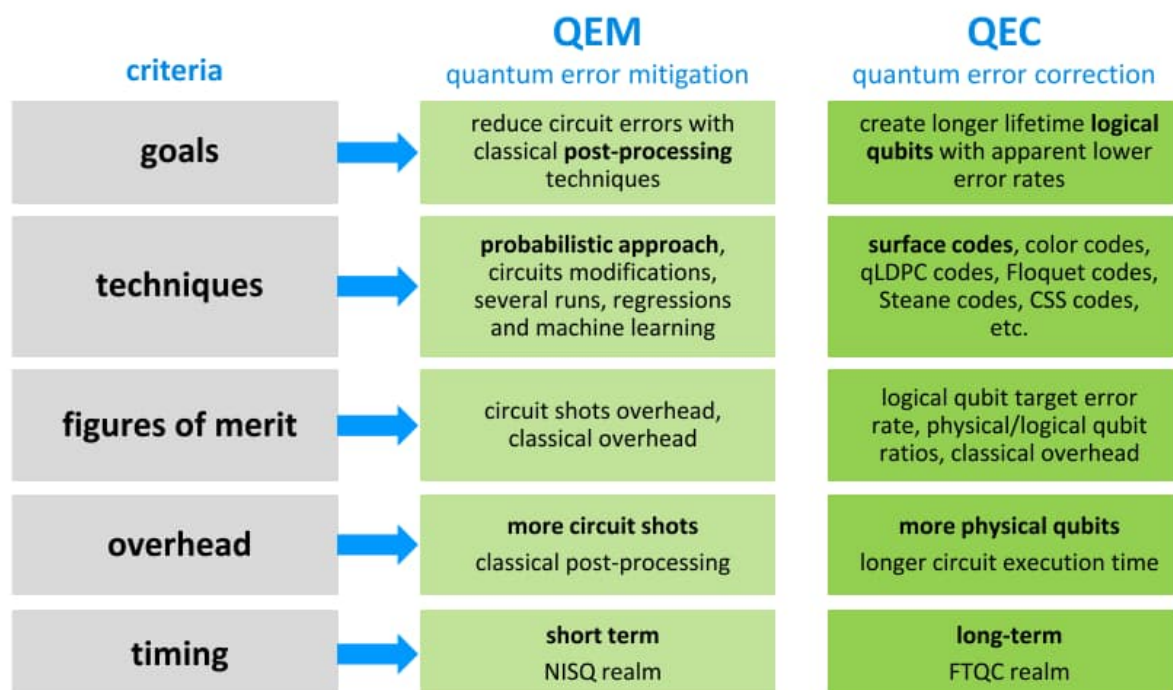 QEM
QEC
criteria
quantum error mitigation
quantum error correction
goals
reduce circuit errors with
classical post-processing
techniques
create longer lifetime logical
qubits with apparent lower
error rates
techniques
probabilistic approach,
circuits modifications,
several runs, regressions
and machine learning
surface codes, color codes,
qLDPC codes, Floquet codes,
Steane codes, CSS codes,
etc.
figures of merit
circuit shots overhead,
classical overhead
logical qubit target error
rate, physical/logical qubit
ratios, classical overhead
overhead
more circuit shots
classical post-processing
more physical qubits
longer circuit execution time
timing
short term
NISQ realm
long-term
FTQC realm